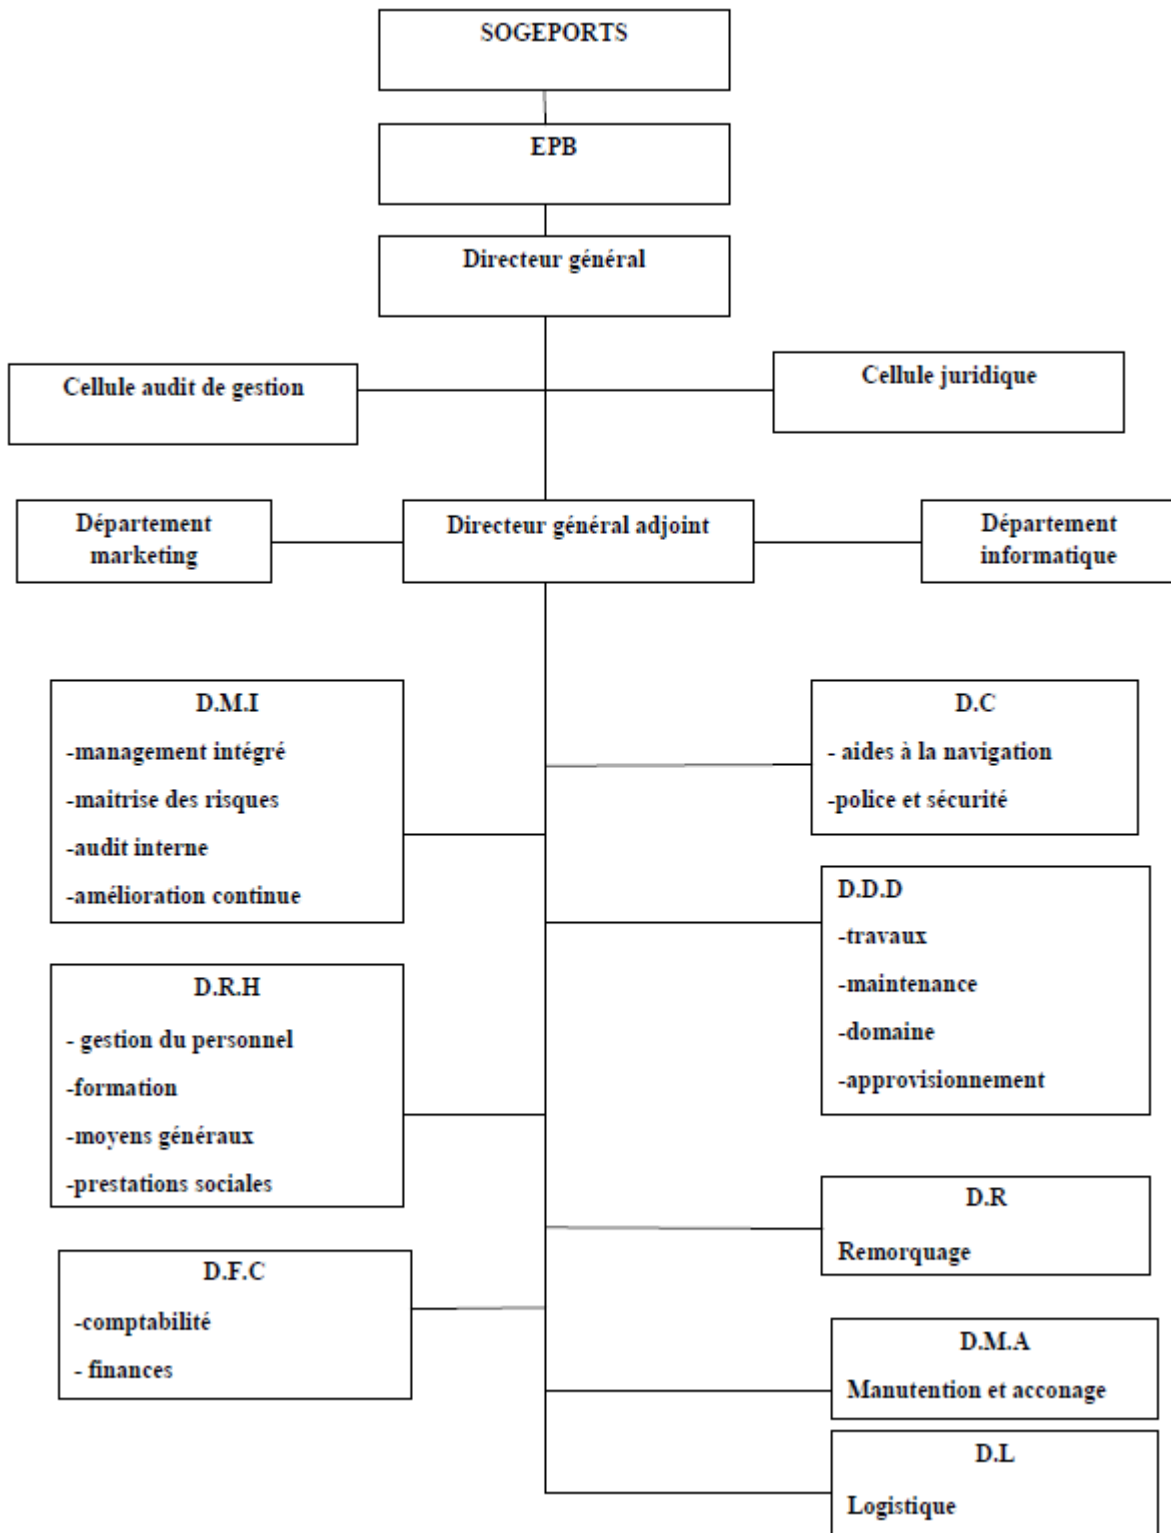 SOGEPORTS
EPB
Directeur général
Cellule audit de gestion
Cellule juridique
Département
marketing
Directeur général adjoint
Département
informatique
D.M.I
-management intégré
-maitrise des risques
-audit interne
-amélioration continue
D.C
- aides à la navigation
-police et sécurité
D.D.D
-travaux
-maintenance
-domaine
-approvisionnement
D.R.H
- gestion du personnel
-formation
-moyens généraux
-prestations sociales
D.R
Remorquage
D.F.C
-comptabilité
- finances
D.M.A
Manutention et acconage
D.L
Logistique